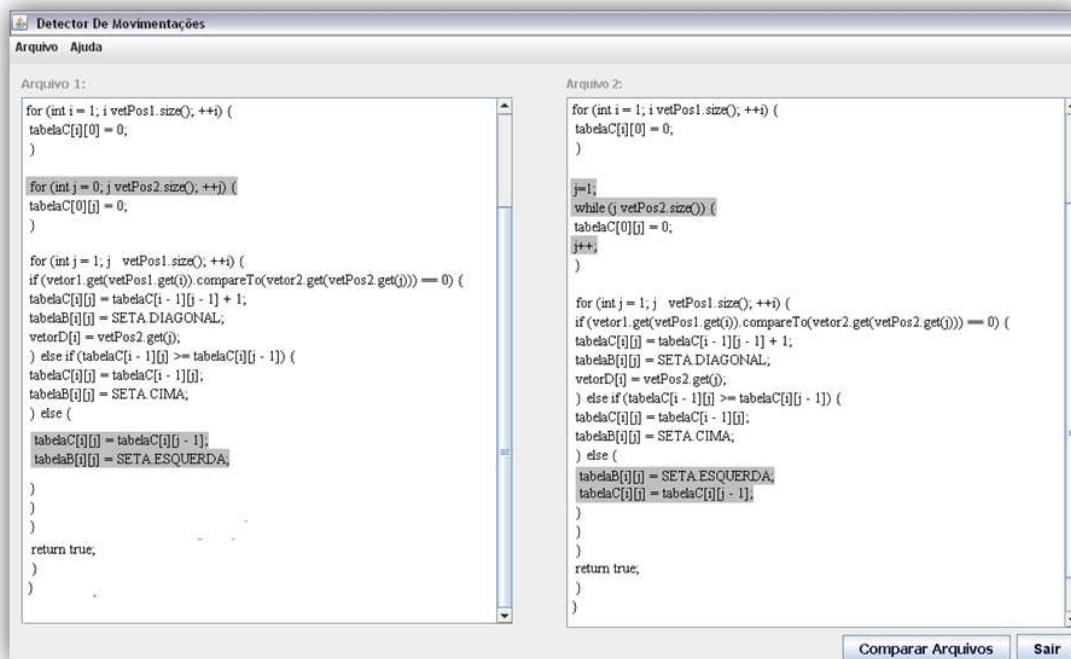 Detector De Movimentações
Arquivo Ajuda
Arquivo 1:
for (int i = 1; i vetPos1.size(); ++i) {
tabelaC[i][0] = 0;
}
for (int j = 0; j vetPos2.size(); ++j) {
tabelaC[0][j] = 0;
}
for (int j = 1; j vetPos1.size(); ++i) {
if (vetor1.get(vetPos1.get(i)).compareTo(vetor2.get(vetPos2.get(j))) == 0) {
tabelaC[i][j] = tabelaC[i - 1][j - 1] + 1;
tabelaB[i][j] = SETA.DIAGONAL;
vetorD[i] = vetPos2.get(j);
} else if (tabelaC[i - 1][j] >= tabelaC[i][j - 1]) {
tabelaC[i][j] = tabelaC[i - 1][j];
tabelaB[i][j] = SETA.CIMA;
} else {
tabelaC[i][j] = tabelaC[i][j - 1];
tabelaB[i][j] = SETA.ESQUERDA;
}
}
}
return true;
}
}
Arquivo 2:
for (int i = 1; i vetPos1.size(); ++i) {
tabelaC[i][0] = 0;
}
j=1;
while (j vetPos2.size()) {
tabelaC[0][j] = 0;
j++;
}
for (int j = 1; j vetPos1.size(); ++i) {
if (vetor1.get(vetPos1.get(i)).compareTo(vetor2.get(vetPos2.get(j))) == 0) {
tabelaC[i][j] = tabelaC[i - 1][j - 1] + 1;
tabelaB[i][j] = SETA.DIAGONAL;
vetorD[i] = vetPos2.get(j);
} else if (tabelaC[i - 1][j] >= tabelaC[i][j - 1]) {
tabelaC[i][j] = tabelaC[i - 1][j];
tabelaB[i][j] = SETA.CIMA;
} else {
tabelaB[i][j] = SETA.ESQUERDA;
tabelaC[i][j] = tabelaC[i][j - 1];
}
}
}
return true;
}
}
Comparar Arquivos Sair